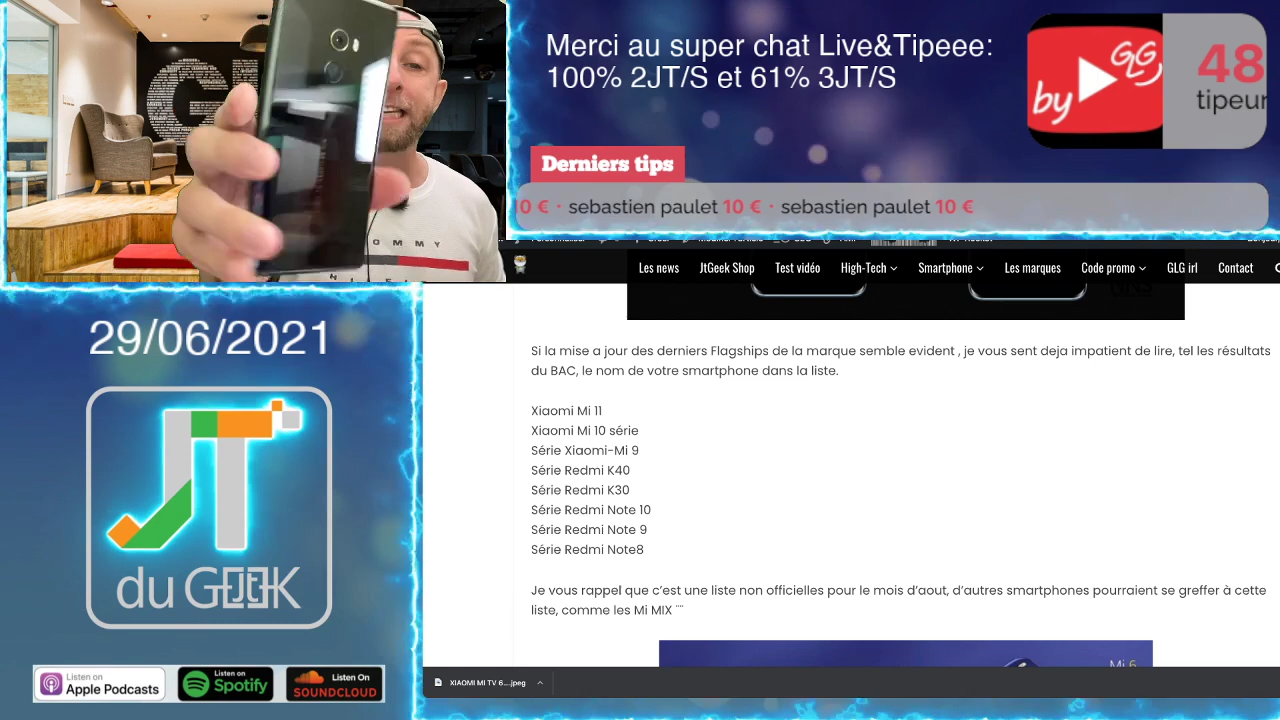 Merci au super chat Live&Tipeee:
100% 2JT/S et 61% 3JT/S
by GLG
48
tipeur
Derniers tips
10 € · sebastien paulet 10 € · sebastien paulet 10 €
OMMY
Les news JtGeek Shop Test vidéo High-Tech Smartphone Les marques Code promo GLG irl Contact
Si la mise a jour des derniers Flagships de la marque semble evident , je vous sent deja impatient de lire, tel les résultats
du BAC, le nom de votre smartphone dans la liste.
Xiaomi Mi 11
Xiaomi Mi 10 série
Série Xiaomi-Mi 9
Série Redmi K40
Série Redmi K30
Série Redmi Note 10
Série Redmi Note 9
Série Redmi Note8
Je vous rappel que c’est une liste non officielles pour le mois d’aout, d’autres smartphones pourraient se greffer à cette
liste, comme les Mi MIX ““
Mi 6
XIAOMI MI TV 6....jpeg
29/06/2021
JT
du GEEK
Listen on
Apple Podcasts
Listen on
Spotify
Listen On
SOUNDCLOUD